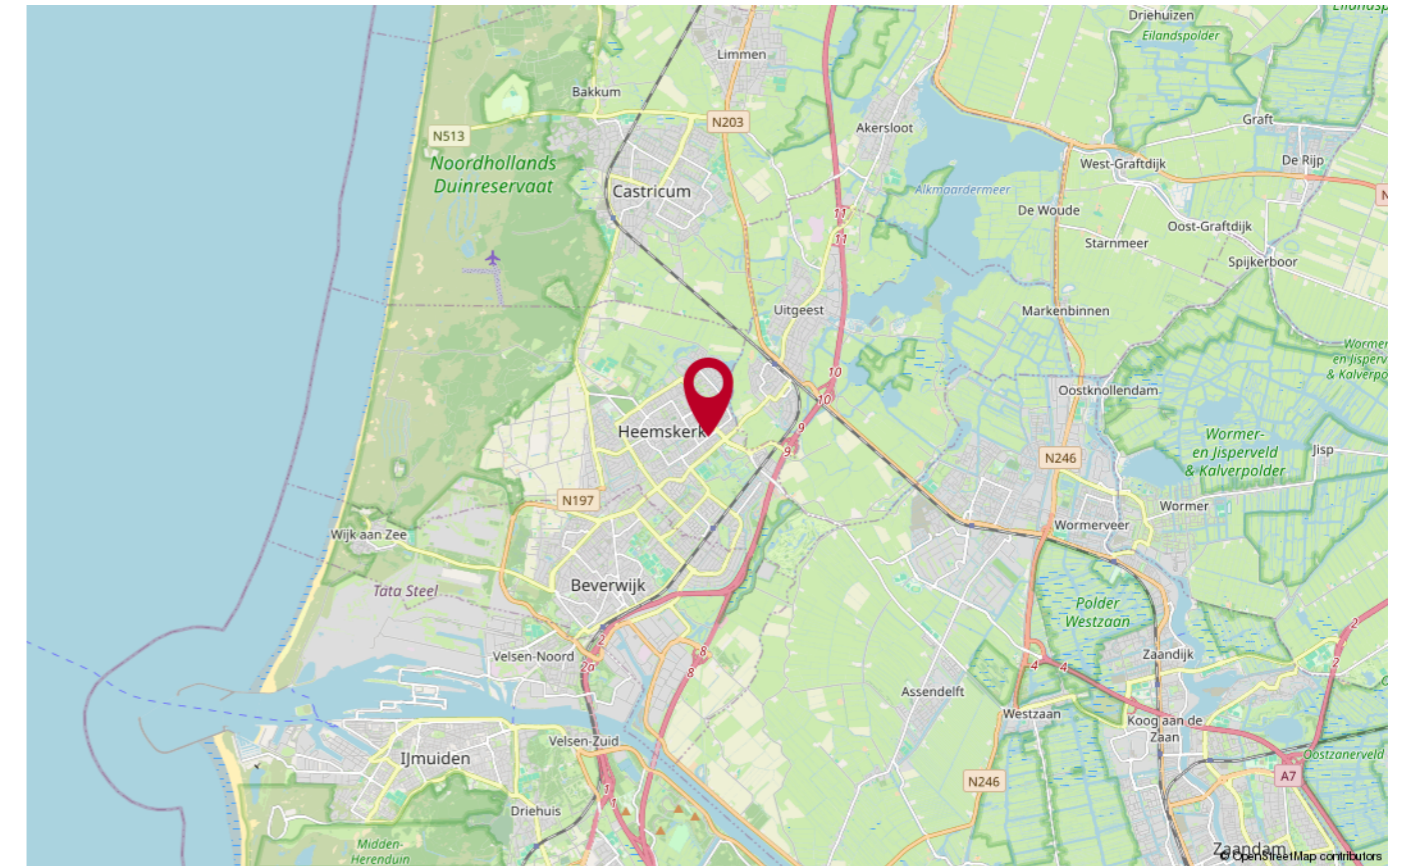 Driehuizen
Eilandspolder
Limmen
Bakkum
N203
N513
Akersloot
Graft
Noordhollands
Duinreservaat
West-Graftdijk
De Rijp
Castricum
Alkmaardermeer
De Woude
11
11
Oost-Graftdijk
Starnmeer
Spijkerboor
Uitgeest
Markenbinnen
10
10
Oostknollendam
Heemskerk
9
9
Wormer-
en Jisperveld
& Kalverpolder
Jisp
N246
N197
Wormer
Wormerveer
Wijk aan Zee
Beverwijk
Tata Steel
Polder
Westzaan
2
2
2
2a
Velsen-Noord
8
8
4
4
Zaandijk
Assendelft
Westzaan
Koog aan de
Zaan
Velsen-Zuid
IJmuiden
Oostzanerveld
A7
N246
1
1
Driehuis
Midden-
Herenduin
Zaandam
© OpenStreetMap contributors